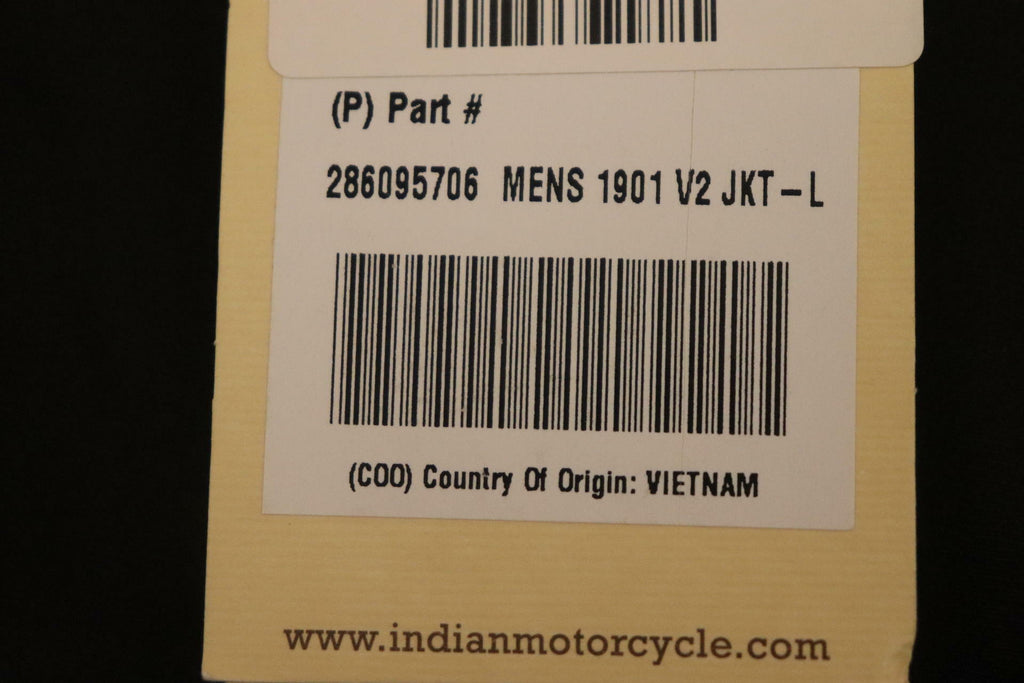 (P) Part #
286095706 MENS 1901 V2 JKT – L
(COO) Country Of Origin: VIETNAM
www.indianmotorcycle.com